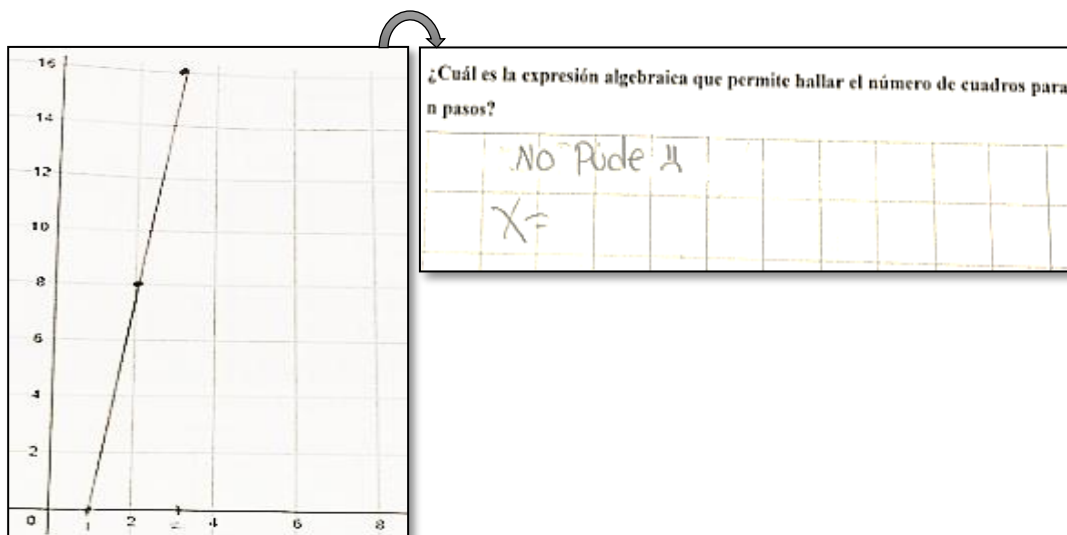 16
14
12
10
8
6
4
2
0 1 2 4 6 8
¿Cuál es la expresión algebraica que permite hallar el número de cuadros para
n pasos?
No Pude
X=